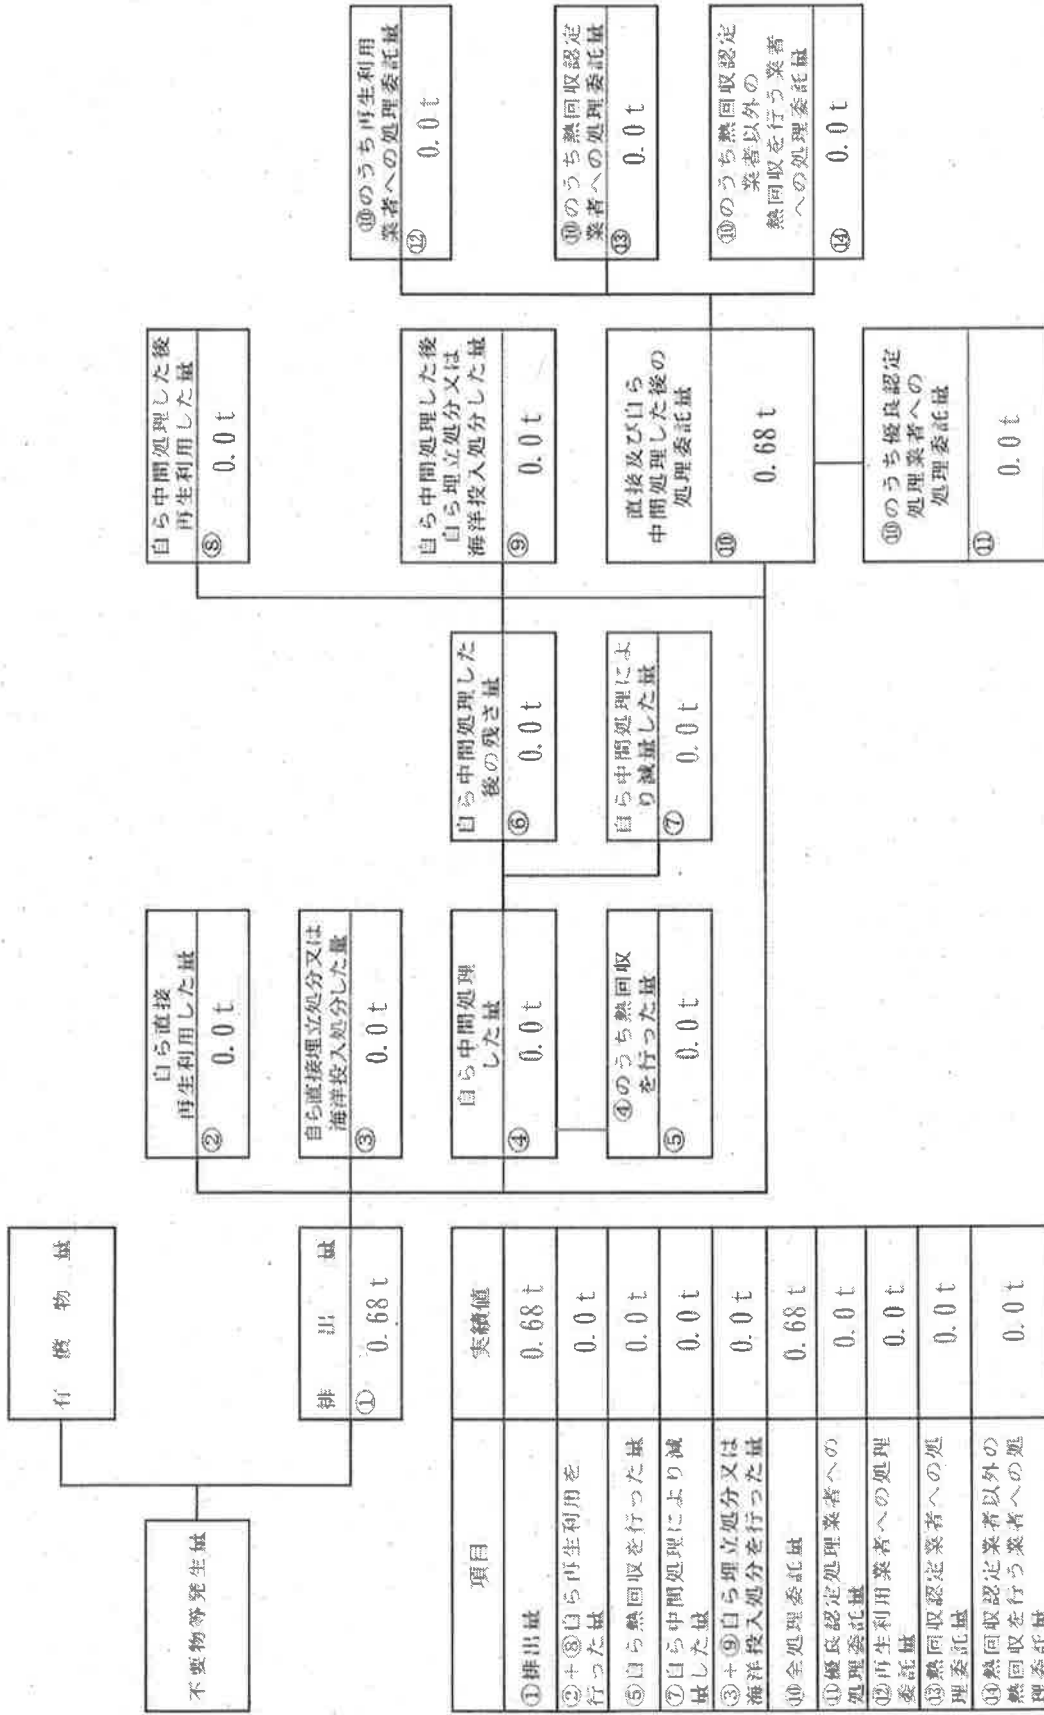 不要物等発生量
有償物量
排出量
①
0.68 t
自ら直接
再生利用した量
②
0.0 t
自ら直接埋立処分又は
海洋投入処分した量
③
0.0 t
自ら中間処理
した量
④
0.0 t
④のうち熱回収
を行った量
⑤
0.0 t
自ら中間処理した
後の残さ量
⑥
0.0 t
自ら中間処理によ
り減量した量
⑦
0.0 t
自ら中間処理した後
再生利用した量
⑧
0.0 t
自ら中間処理した後
自ら埋立処分又は
海洋投入処分した量
⑨
0.0 t
直接及び自ら
中間処理した後の
処理委託量
⑩
0.68 t
⑩のうち優良認定
処理業者への
処理委託量
⑪
0.0 t
⑩のうち再生利用
業者への処理委託量
⑫
0.0 t
⑩のうち熱回収認定
業者への処理委託量
⑬
0.0 t
⑩のうち熱回収認定
業者以外の
熱回収を行う業者
への処理委託量
⑭
0.0 t
項目
実績値
①排出量
0.68 t
②+⑧自ら再生利用を
行った量
0.0 t
⑤自ら熱回収を行った量
0.0 t
⑦自ら中間処理により減
量した量
0.0 t
③+⑨自ら埋立処分又は
海洋投入処分を行った量
0.0 t
⑩全処理委託量
0.68 t
⑪優良認定処理業者への
処理委託量
0.0 t
⑫再生利用業者への処理
委託量
0.0 t
⑬熱回収認定業者への処
理委託量
0.0 t
⑭熱回収認定業者以外の
熱回収を行う業者への処
理委託量
0.0 t